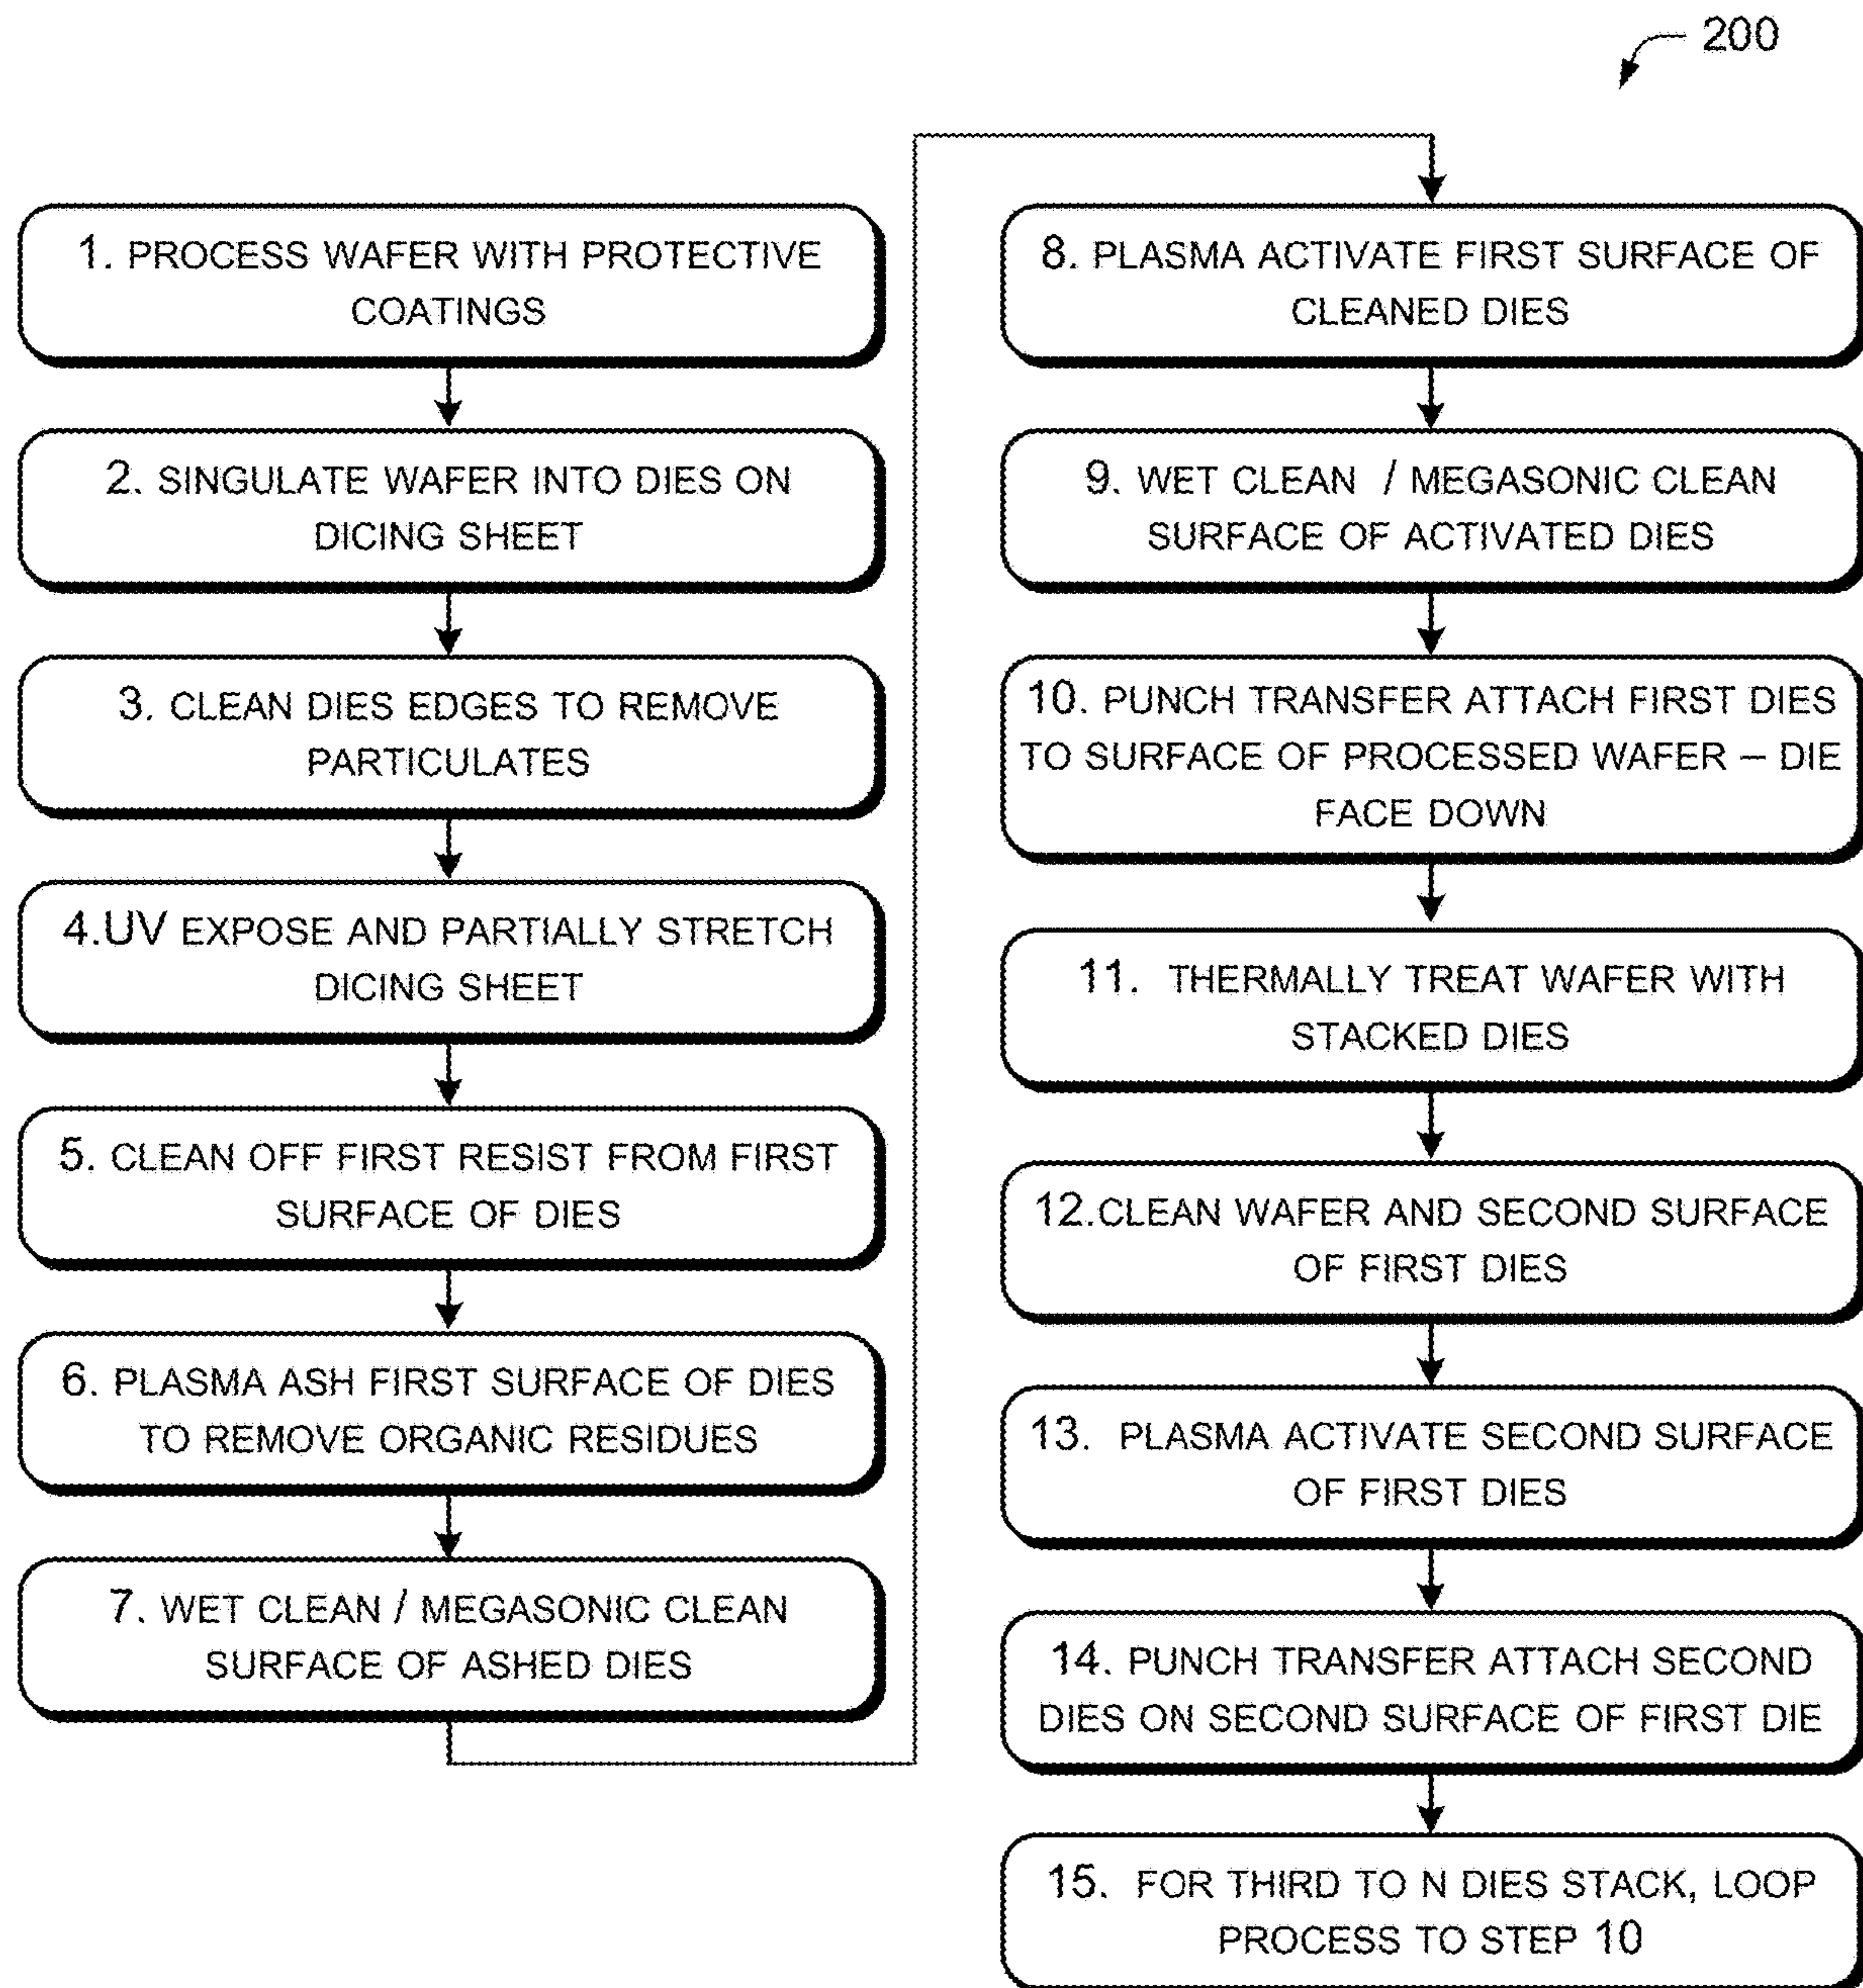 200
1. PROCESS WAFER WITH PROTECTIVE
COATINGS
2. SINGULATE WAFER INTO DIES ON
DICING SHEET
3. CLEAN DIES EDGES TO REMOVE
PARTICULATES
4.UV EXPOSE AND PARTIALLY STRETCH
DICING SHEET
5. CLEAN OFF FIRST RESIST FROM FIRST
SURFACE OF DIES
6. PLASMA ASH FIRST SURFACE OF DIES
TO REMOVE ORGANIC RESIDUES
7. WET CLEAN / MEGASONIC CLEAN
SURFACE OF ASHED DIES
8. PLASMA ACTIVATE FIRST SURFACE OF
CLEANED DIES
9. WET CLEAN / MEGASONIC CLEAN
SURFACE OF ACTIVATED DIES
10. PUNCH TRANSFER ATTACH FIRST DIES
TO SURFACE OF PROCESSED WAFER – DIE
FACE DOWN
11. THERMALLY TREAT WAFER WITH
STACKED DIES
12.CLEAN WAFER AND SECOND SURFACE
OF FIRST DIES
13. PLASMA ACTIVATE SECOND SURFACE
OF FIRST DIES
14. PUNCH TRANSFER ATTACH SECOND
DIES ON SECOND SURFACE OF FIRST DIE
15. FOR THIRD TO N DIES STACK, LOOP
PROCESS TO STEP 10